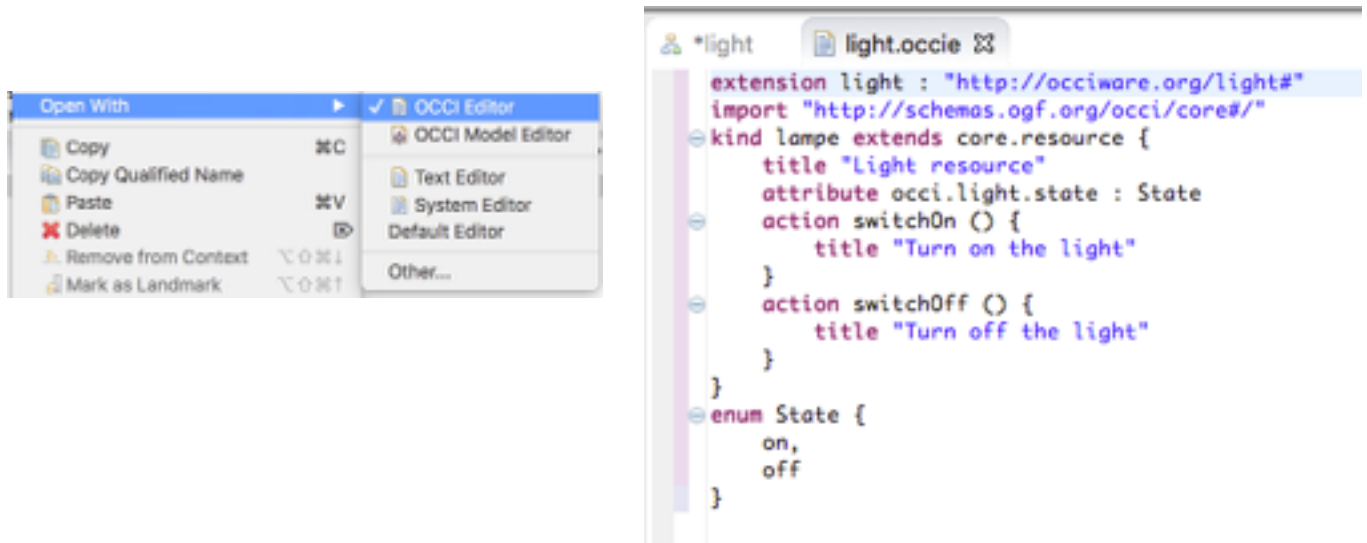 Open With
Copy ⌘C
Copy Qualified Name
Paste ⌘V
Delete ⌦
Remove from Context ⌥⇧⌘↓
Mark as Landmark ⌥⇧⌘↑
✓ OCCI Editor
OCCI Model Editor
Text Editor
System Editor
Default Editor
Other...
*light
light.occie
extension light : "http://occiware.org/light#"
import "http://schemas.ogf.org/occi/core#/"
kind lampe extends core.resource {
title "Light resource"
attribute occi.light.state : State
action switchOn () {
title "Turn on the light"
}
action switchOff () {
title "Turn off the light"
}
}
enum State {
on,
off
}